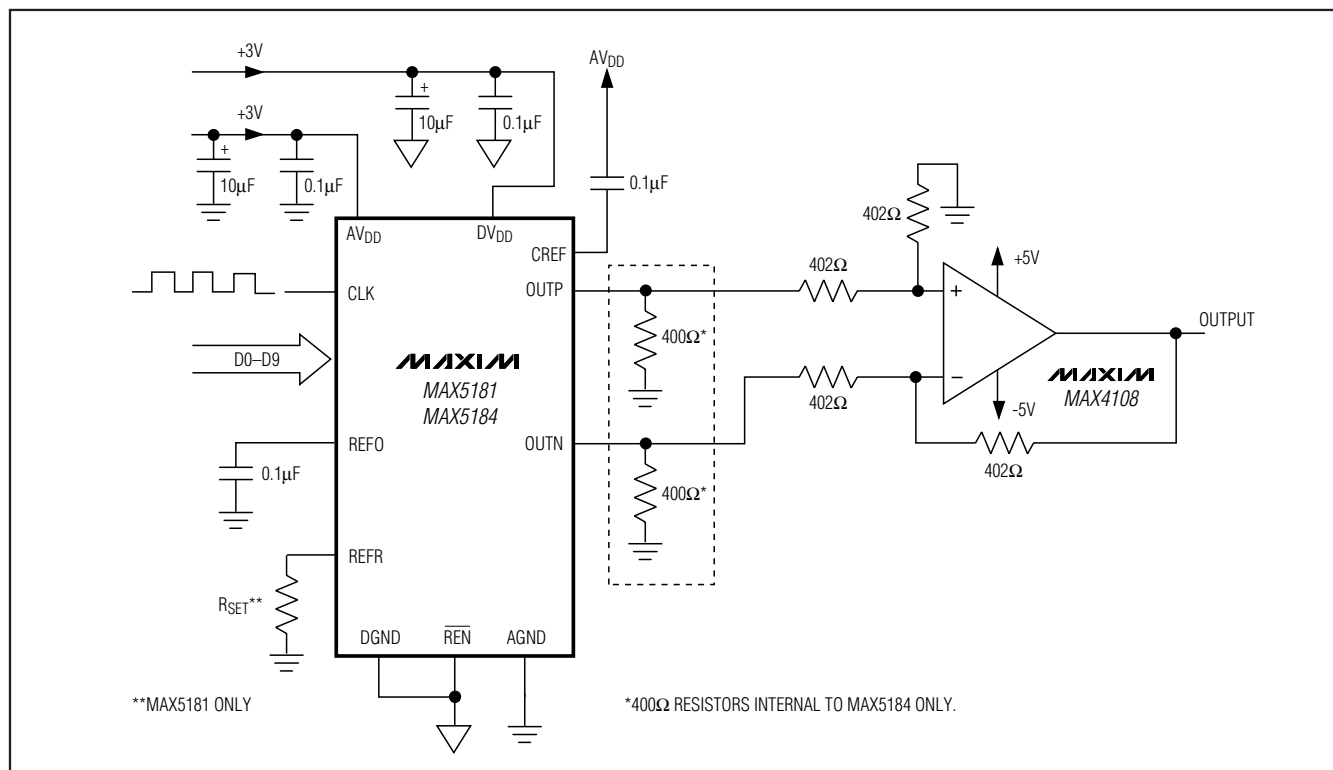 +3V
AVDD
+
10µF
0.1µF
+3V
+
10µF
0.1µF
0.1µF
402Ω
AVDD
DVDD
CREF
+5V
402Ω
CLK
OUTP
+
OUTPUT
400Ω*
D0–D9
MAXIM
MAX5181
MAX5184
402Ω
−
MAXIM
MAX4108
-5V
REFO
OUTN
402Ω
0.1µF
400Ω*
REFR
RSET**
DGND
REN
AGND
**MAX5181 ONLY
*400Ω RESISTORS INTERNAL TO MAX5184 ONLY.